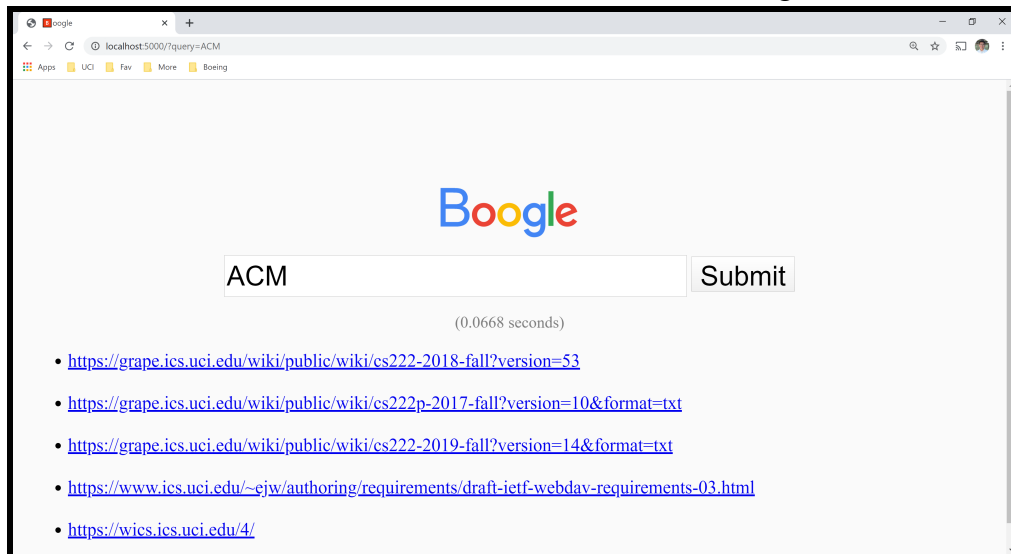 Boogle
localhost:5000/?query=ACM
Apps UCI Fav More Boeing
Boogle
ACM Submit
(0.0668 seconds)
• https://grape.ics.uci.edu/wiki/public/wiki/cs222-2018-fall?version=53
• https://grape.ics.uci.edu/wiki/public/wiki/cs222p-2017-fall?version=10&format=txt
• https://grape.ics.uci.edu/wiki/public/wiki/cs222-2019-fall?version=14&format=txt
• https://www.ics.uci.edu/~ejw/authoring/requirements/draft-ietf-webdav-requirements-03.html
• https://wics.ics.uci.edu/4/